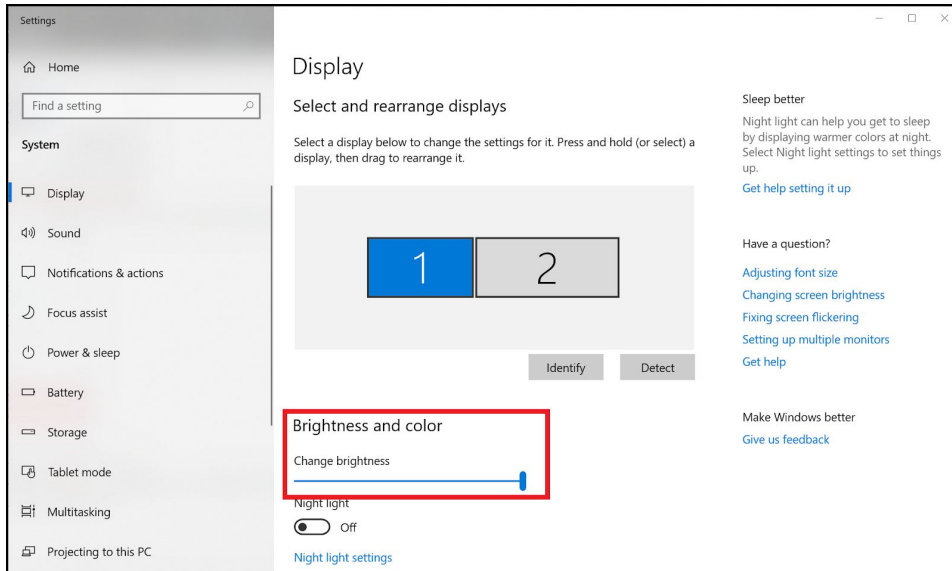 Settings
Home
Find a setting
System
Display
Sound
Notifications & actions
Focus assist
Power & sleep
Battery
Storage
Tablet mode
Multitasking
Projecting to this PC
Display
Select and rearrange displays
Select a display below to change the settings for it. Press and hold (or select) a
display, then drag to rearrange it.
1
2
Identify
Detect
Brightness and color
Change brightness
Night light
Off
Night light settings
Sleep better
Night light can help you get to sleep
by displaying warmer colors at night.
Select Night light settings to set things
up.
Get help setting it up
Have a question?
Adjusting font size
Changing screen brightness
Fixing screen flickering
Setting up multiple monitors
Get help
Make Windows better
Give us feedback